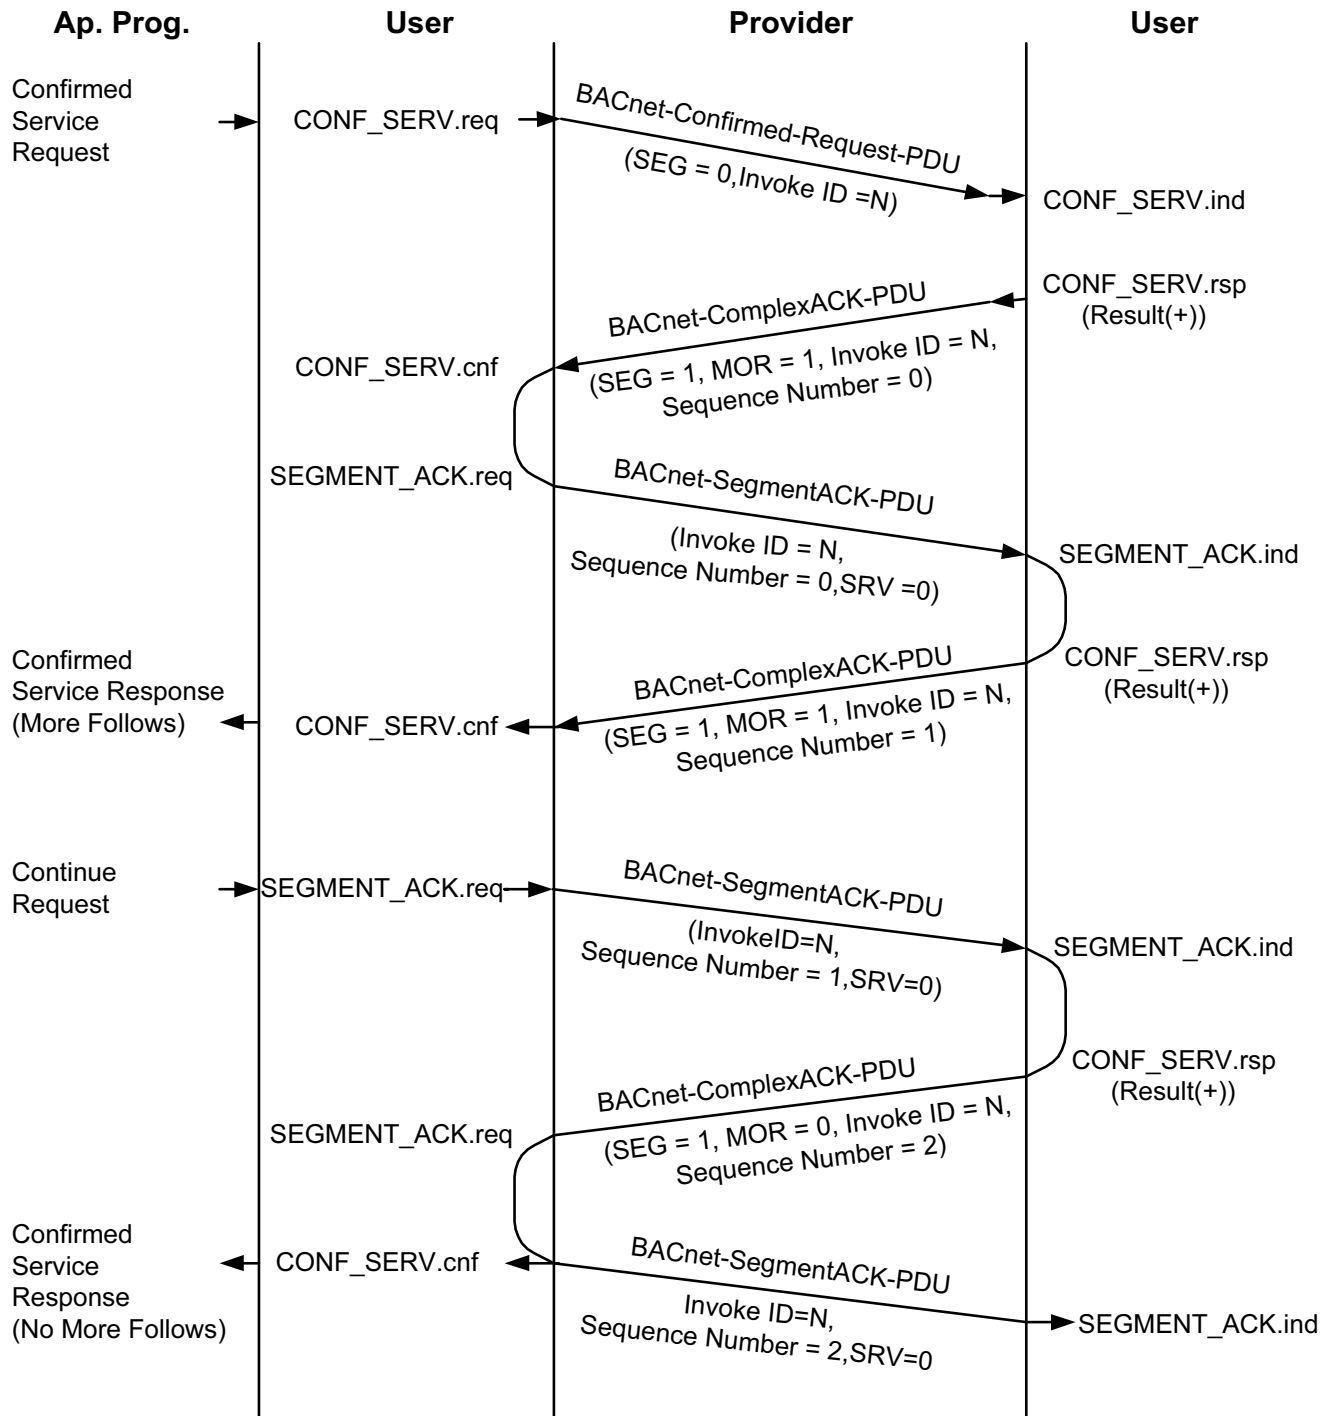 Ap. Prog.
User
Provider
User
Confirmed
Service
Request
CONF_SERV.req
BACnet-Confirmed-Request-PDU
(SEG = 0,Invoke ID =N)
CONF_SERV.ind
CONF_SERV.rsp
(Result(+))
BACnet-ComplexACK-PDU
CONF_SERV.cnf
(SEG = 1, MOR = 1, Invoke ID = N,
Sequence Number = 0)
SEGMENT_ACK.req
BACnet-SegmentACK-PDU
(Invoke ID = N,
Sequence Number = 0,SRV =0)
SEGMENT_ACK.ind
Confirmed
Service Response
(More Follows)
CONF_SERV.rsp
(Result(+))
BACnet-ComplexACK-PDU
CONF_SERV.cnf
(SEG = 1, MOR = 1, Invoke ID = N,
Sequence Number = 1)
Continue
Request
SEGMENT_ACK.req
BACnet-SegmentACK-PDU
(InvokeID=N,
Sequence Number = 1,SRV=0)
SEGMENT_ACK.ind
CONF_SERV.rsp
(Result(+))
BACnet-ComplexACK-PDU
SEGMENT_ACK.req
(SEG = 1, MOR = 0, Invoke ID = N,
Sequence Number = 2)
Confirmed
Service
Response
(No More Follows)
CONF_SERV.cnf
BACnet-SegmentACK-PDU
Invoke ID=N,
Sequence Number = 2,SRV=0
SEGMENT_ACK.ind